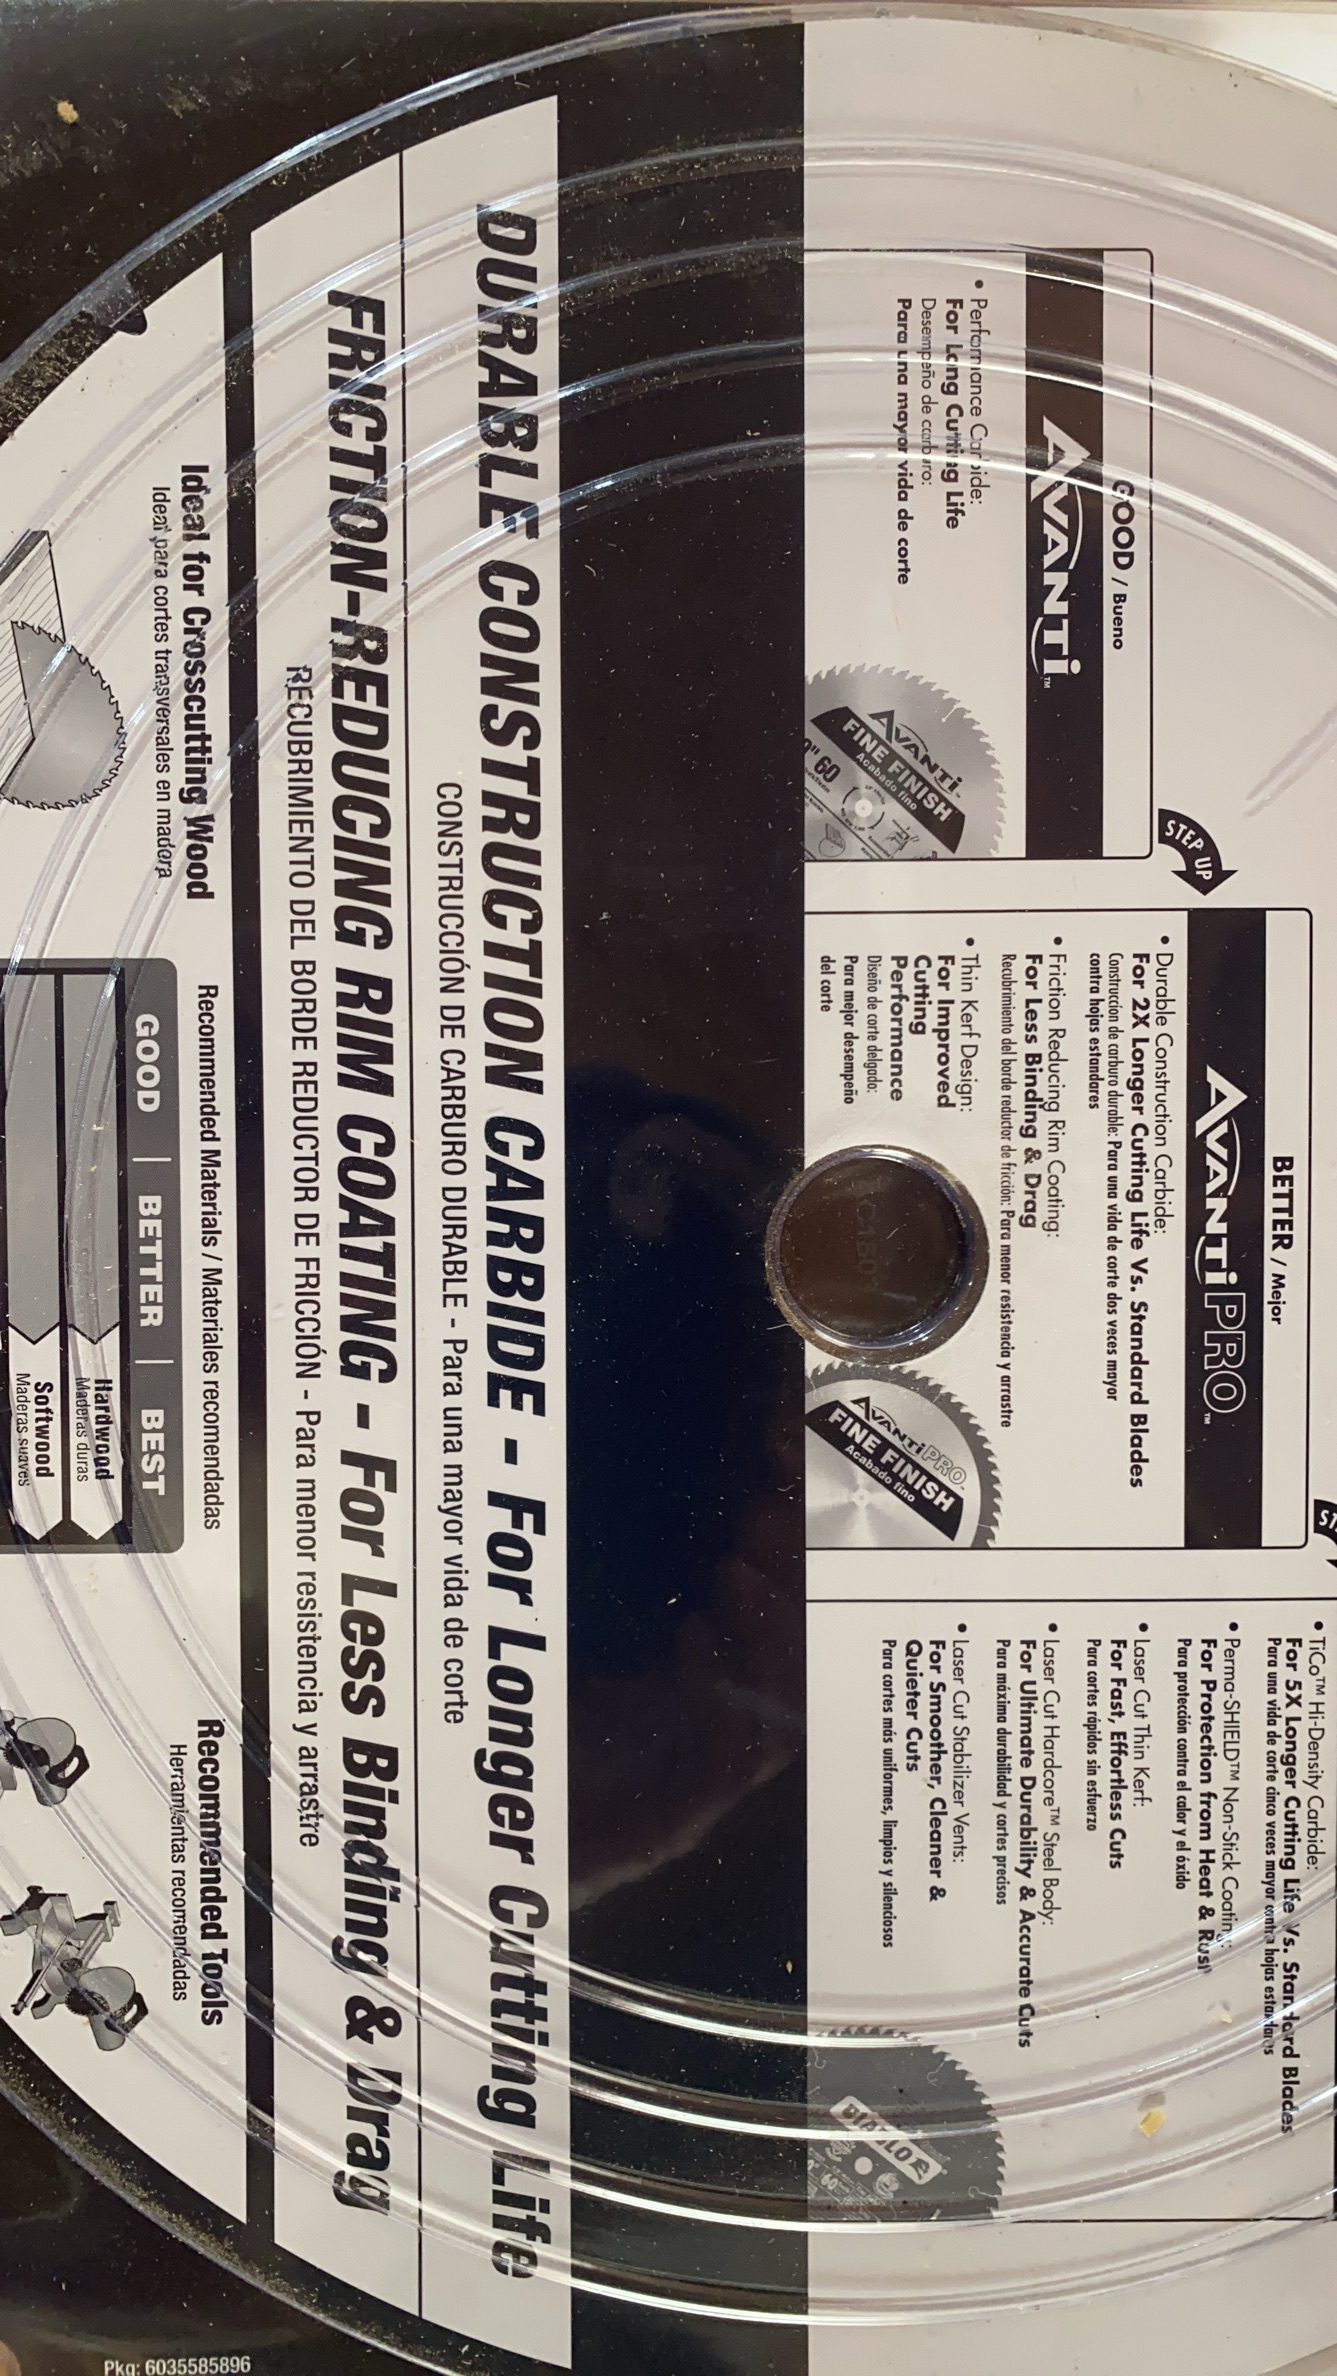 GOOD / Bueno
AVANTi™
• Performance Carbide:
For Long Cutting Life
Desempeño de carburo:
Para una mayor vida de corte
AVANTi
FINE FINISH
Acabado fino
60
STEP UP
BETTER / Mejor
AVANTi PRO™
• Durable Construction Carbide:
For 2X Longer Cutting Life Vs. Standard Blades
Construccion de carburo durable: Para una vida de corte dos veces mayor
contra hojas estandares
• Friction Reducing Rim Coating:
For Less Binding & Drag
Recubrimiento del borde reductor de fricción: Para menor resistencia y arrastre
• Thin Kerf Design:
For Improved
Cutting
Performance
Diseño de corte delgado:
Para mejor desempeño
del corte
AVANTi PRO
FINE FINISH
Acabado fino
• TiCo™ Hi-Density Carbide:
For 5X Longer Cutting Life Vs. Standard Blades
Para una vida de corte cinco veces mayor contra hojas estandares
• Perma-SHIELD™ Non-Stick Coating:
For Protection from Heat & Rust
Para protección contra el calor y el óxido
• Laser Cut Thin Kerf:
For Fast, Effortless Cuts
Para cortes rápidos sin esfuerzo
• Laser Cut Hardcore™ Steel Body:
For Ultimate Durability & Accurate Cuts
Para máxima durabilidad y cortes precisos
• Laser Cut Stabilizer Vents:
For Smoother, Cleaner &
Quieter Cuts
Para cortes más uniformes, limpios y silenciosos
DIABLO
60
DURABLE CONSTRUCTION CARBIDE - For Longer Cutting Life
CONSTRUCCIÓN DE CARBURO DURABLE - Para una mayor vida de corte
FRICTION-REDUCING RIM COATING - For Less Binding & Drag
RECUBRIMIENTO DEL BORDE REDUCTOR DE FRICCIÓN - Para menor resistencia y arrastre
Ideal for Crosscutting Wood
Ideal para cortes transversales en madera
Recommended Materials / Materiales recomendadas
GOOD | BETTER | BEST
Hardwood
Maderas duras
Softwood
Maderas suaves
Recommended Tools
Herramientas recomendadas
Pkg: 6035585896